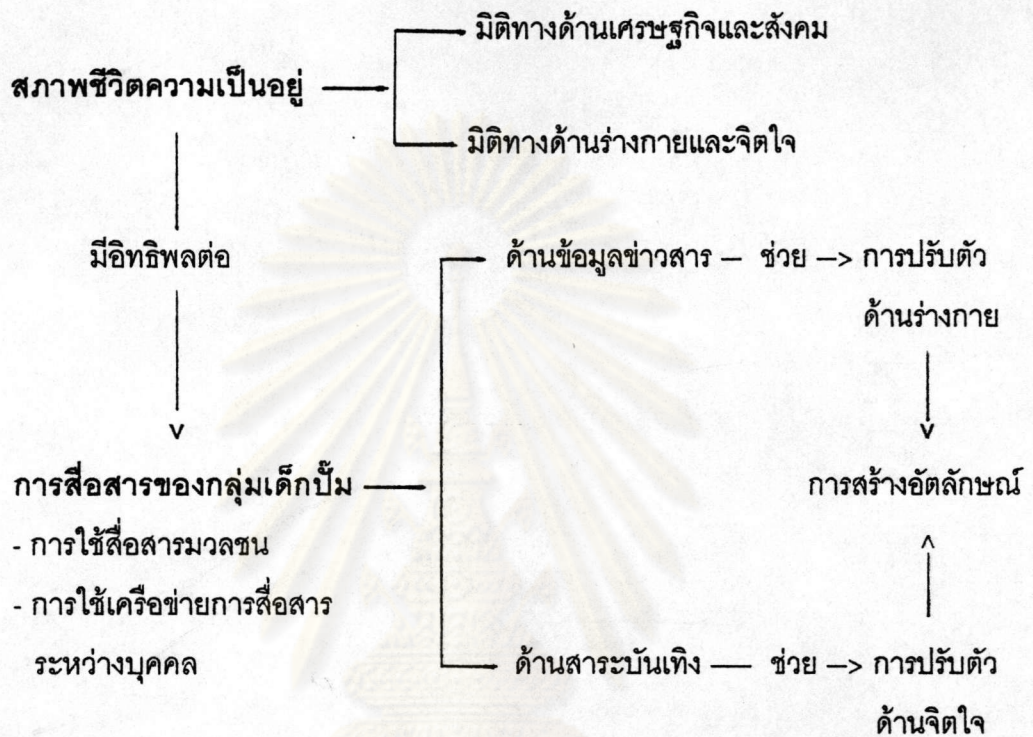 มิติทางด้านเศรษฐกิจและสังคม
สภาพชีวิตความเป็นอยู่
มิติทางด้านร่างกายและจิตใจ
มีอิทธิพลต่อ
ด้านข้อมูลข่าวสาร — ช่วย —> การปรับตัว
ด้านร่างกาย
การสื่อสารของกลุ่มเด็กปั๊ม
การสร้างอัตลักษณ์
- การใช้สื่อสารมวลชน
- การใช้เครือข่ายการสื่อสาร
ระหว่างบุคคล
ด้านสาระบันเทิง — ช่วย —> การปรับตัว
ด้านจิตใจ